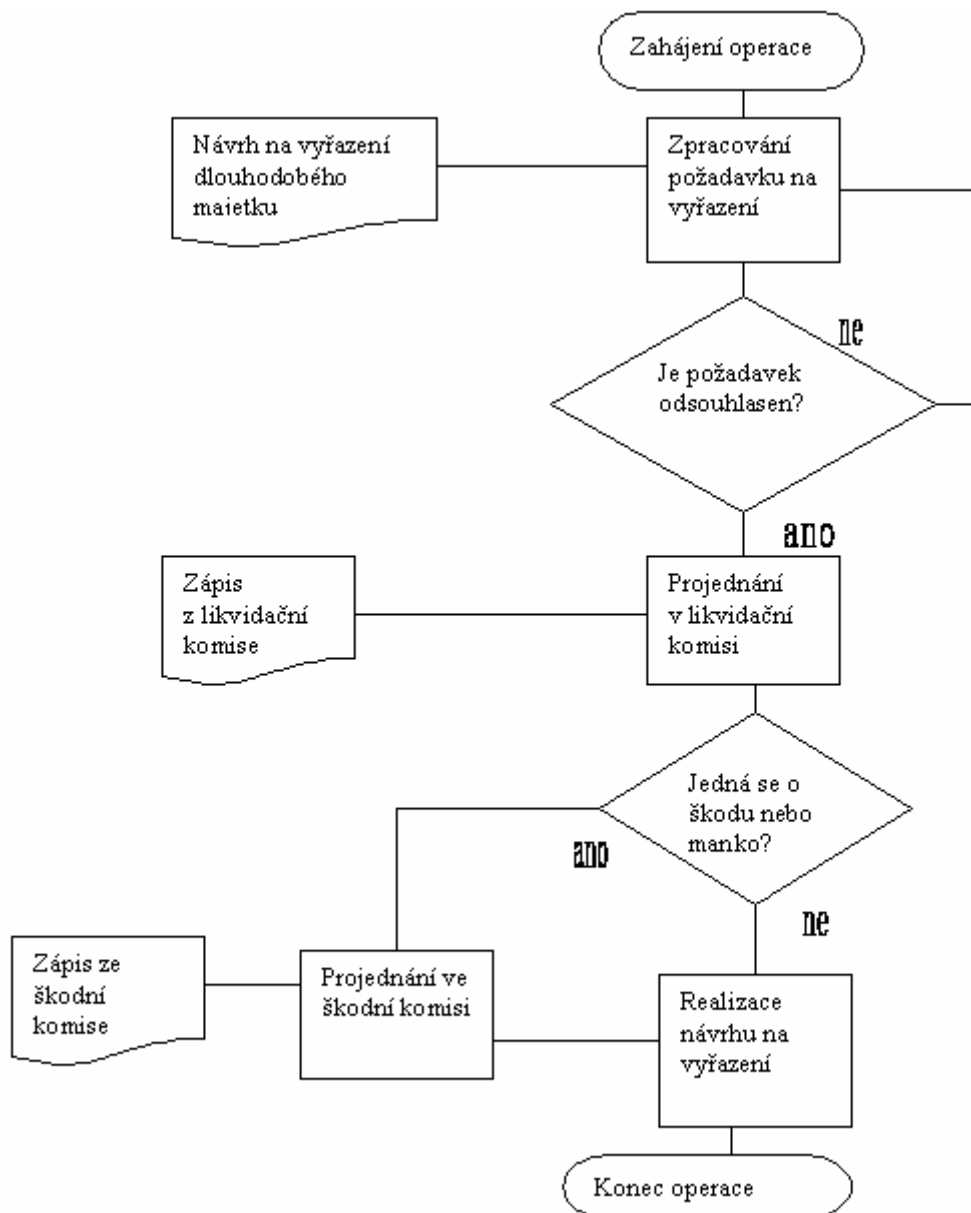 Zahájení operace
Návrh na vyřazení
dlouhodobého
maietku
Zpracování
požadavku na
vyřazení
ne
Je požadavek
odsouhlasen?
ano
Zápis
z likvidační
komise
Projednání
v likvidační
komisi
Jedná se o
škodu nebo
manko?
ano
ne
Zápis ze
škodní
komise
Projednání ve
škodní komisi
Realizace
návrhu na
vyřazení
Konec operace